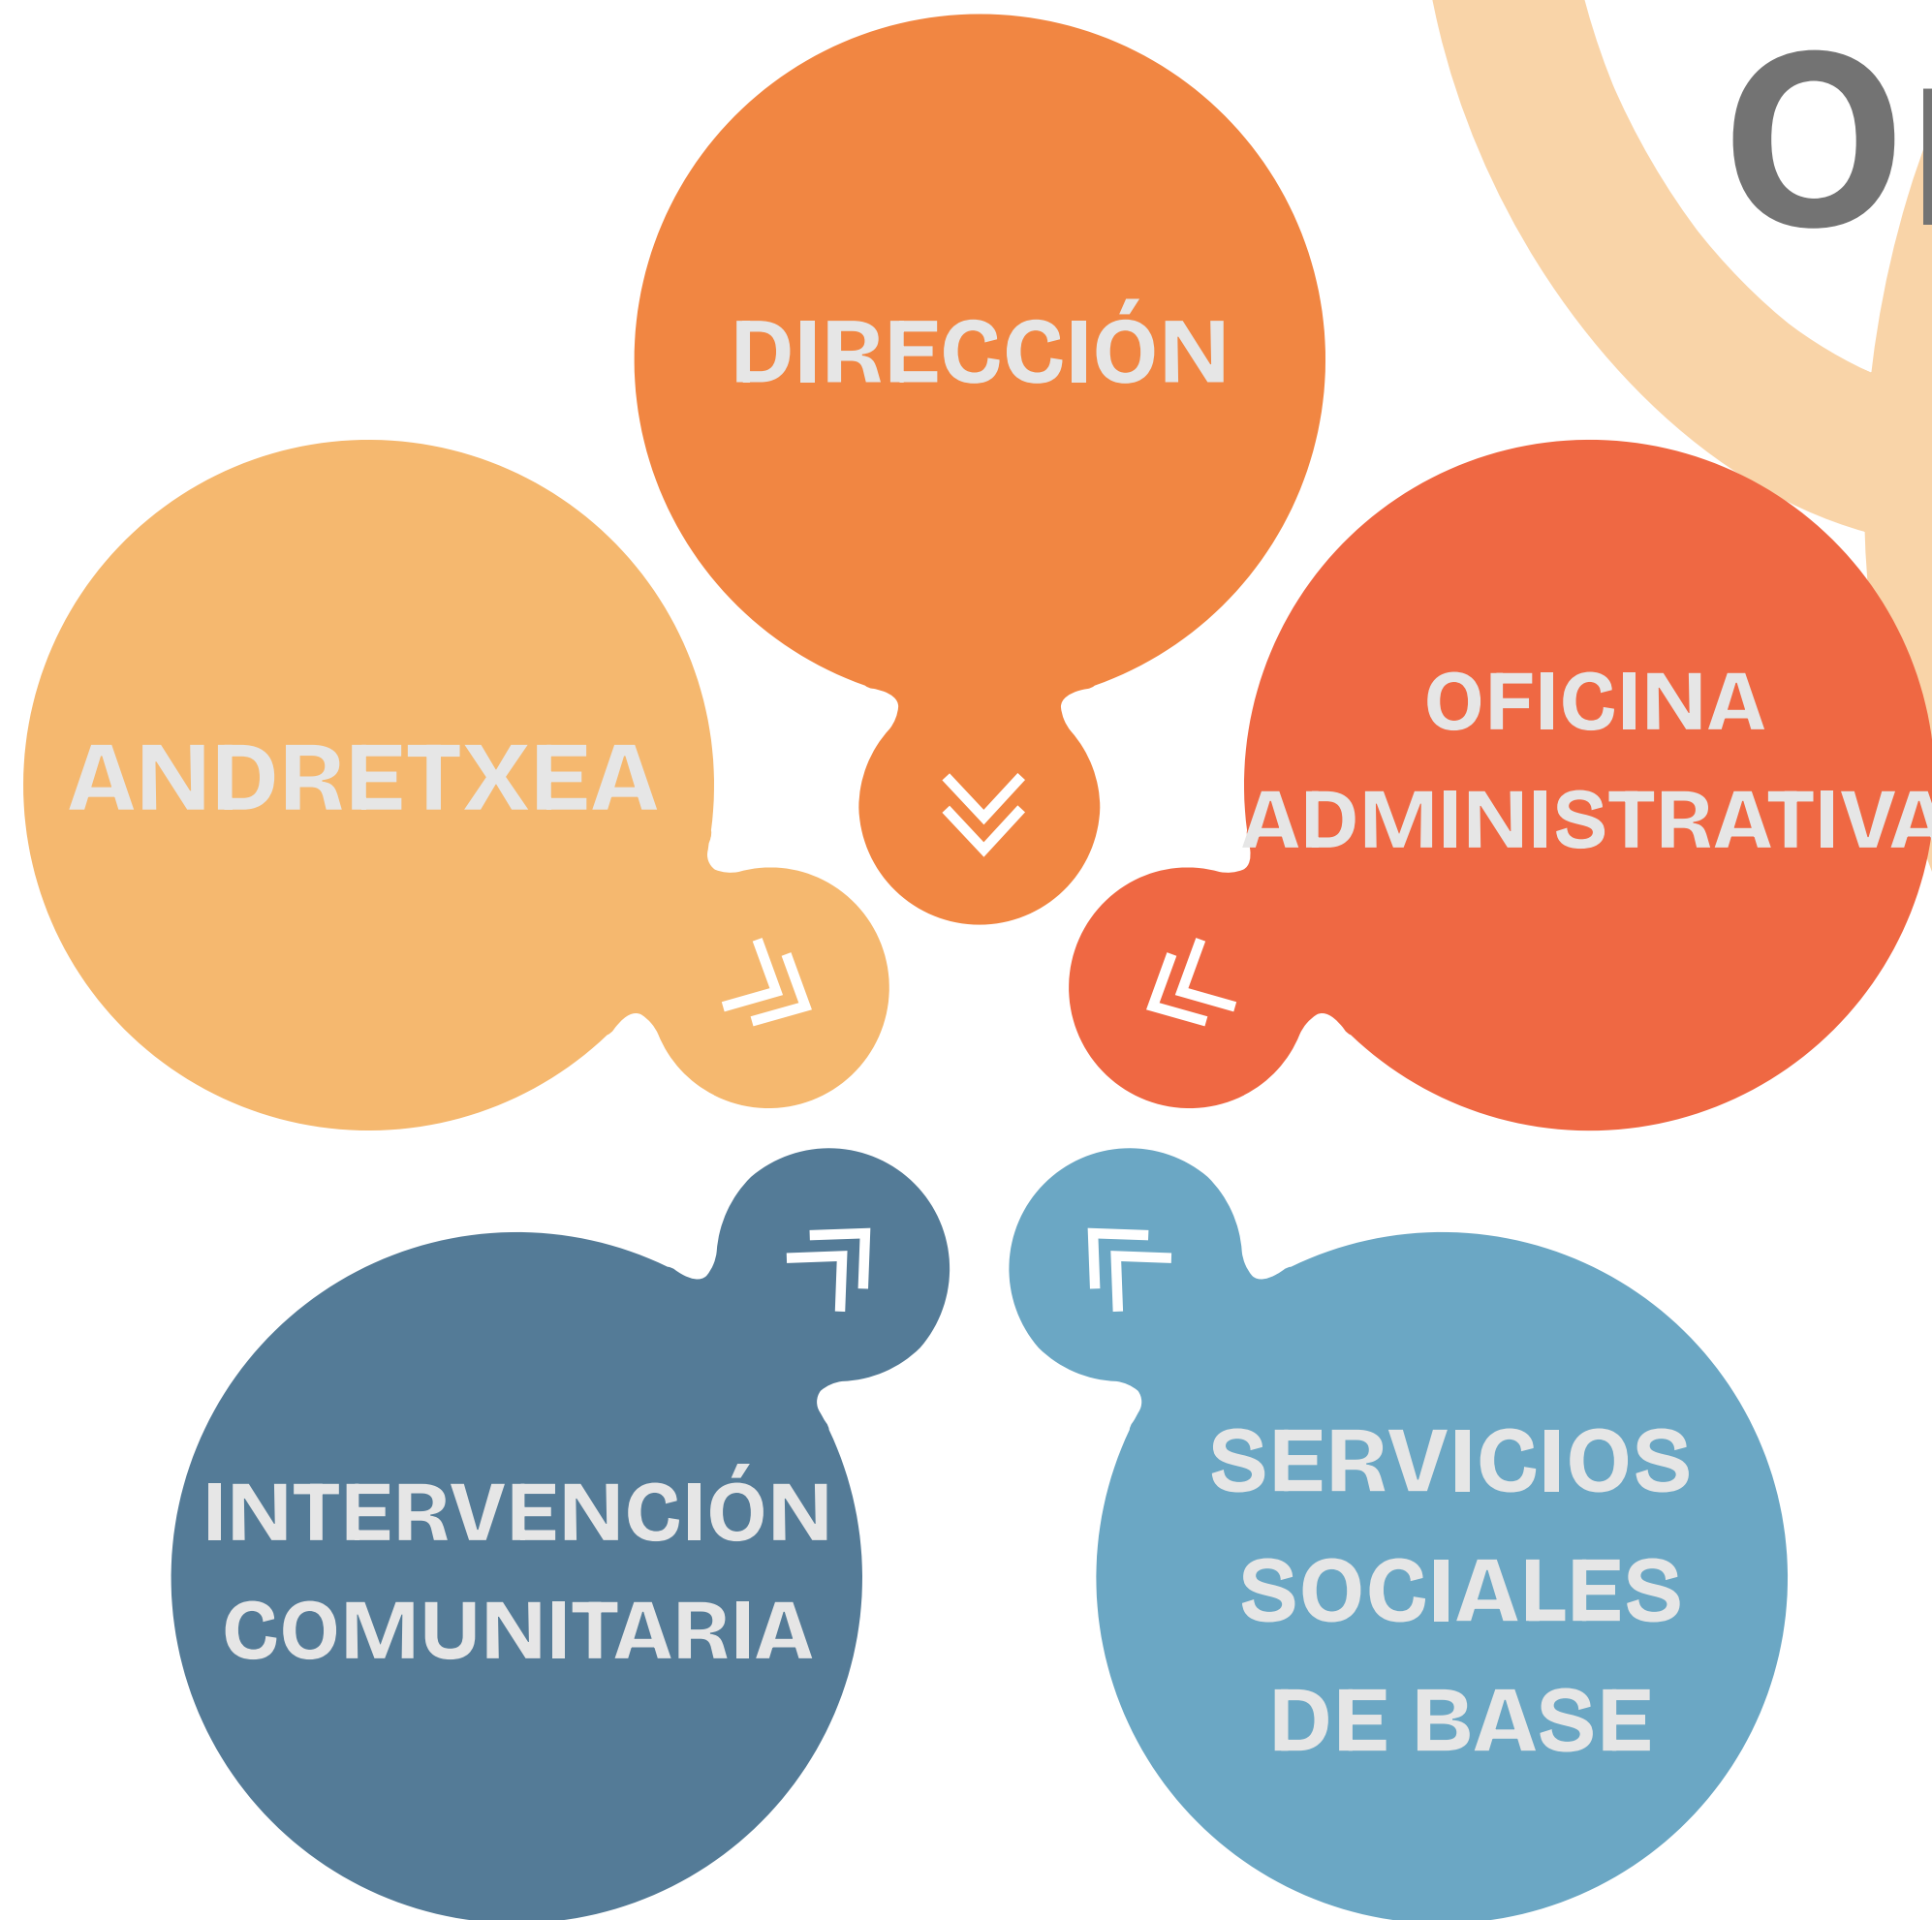 DIRECCIÓN
ANDRETXEA
OFICINA
ADMINISTRATIVA
INTERVENCIÓN
COMUNITARIA
SERVICIOS
SOCIALES
DE BASE